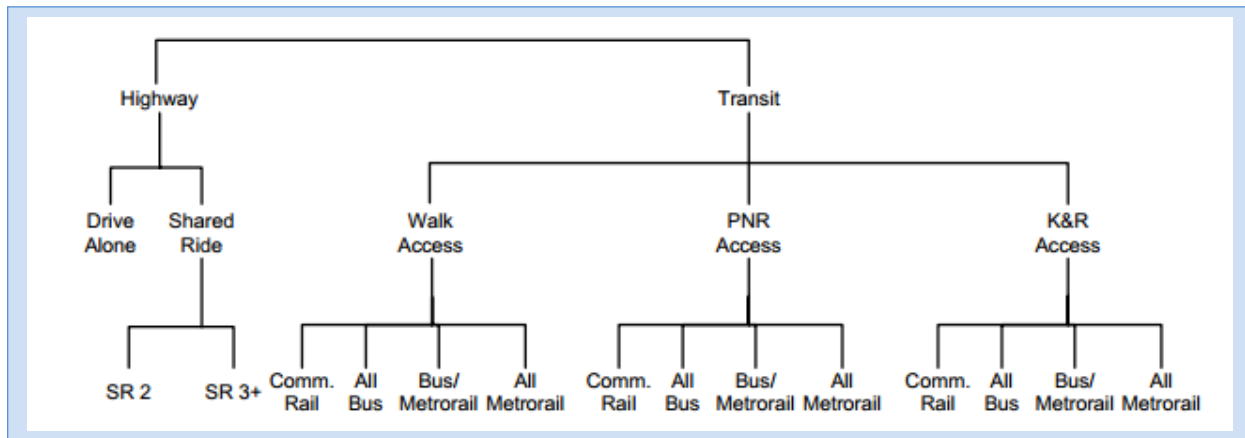 Highway Transit
Drive Alone
Shared Ride
Walk Access
PNR Access
K&R Access
SR 2
SR 3+
Comm. Rail
All Bus
Bus/ Metrorail
All Metrorail
Comm. Rail
All Bus
Bus/ Metrorail
All Metrorail
Comm. Rail
All Bus
Bus/ Metrorail
All Metrorail